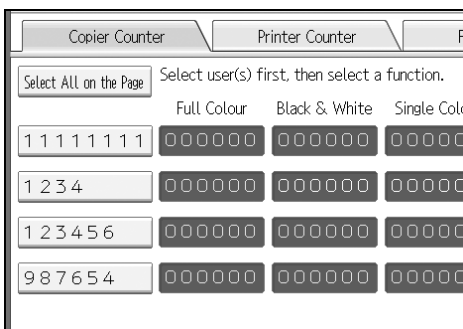 Copier Counter Printer Counter
Select All on the Page Select user(s) first, then select a function.
Full Colour Black & White Single
11111111 000000 000000
1234 000000 000000
123456 000000 000000
987654 000000 000000